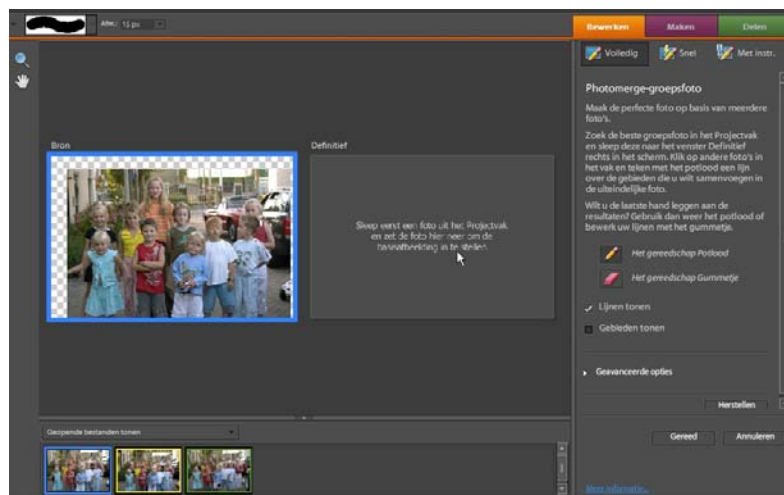 Afm.: 15 px
Bewerken
Maken
Delen
Volledig
Snel
Met instr.
Photomerge-groepsfoto
Maak de perfecte foto op basis van meerdere
foto's.
Zoek de beste groepsfoto in het Projectvak
en sleep deze naar het venster Definitief
rechts in het scherm. Klik op andere foto's in
het vak en teken met het potlood een lijn
over de gebieden die u wilt samenvoegen in
de uiteindelijke foto.
Wilt u de laatste hand leggen aan de
resultaten? Gebruik dan weer het potlood of
bewerk uw lijnen met het gummetje.
Het gereedschap Potlood
Het gereedschap Gummetje
Lijnen tonen
Gebieden tonen
Geavanceerde opties
Herstellen
Gereed
Annuleren
Meer informatie...
Bron
Definitief
Sleep eerst een foto uit het Projectvak
en zet de foto hier neer om de
basisafbeelding in te stellen.
Geopende bestanden tonen